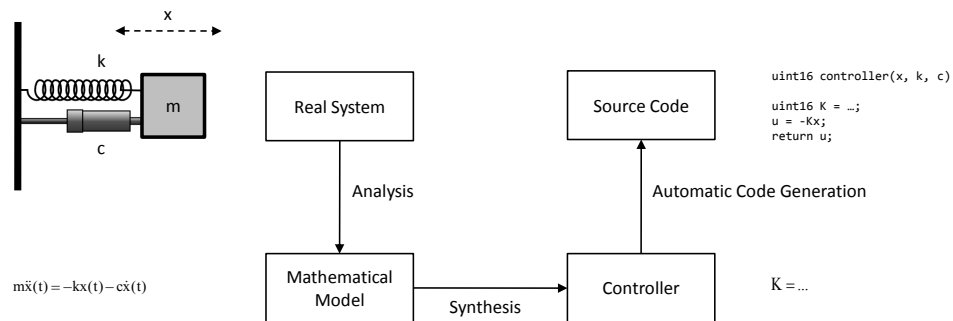 x
k
m
c
Real System
Source Code
uint16 controller(x, k, c)
uint16 K = …;
u = -Kx;
return u;
Analysis
Automatic Code Generation
mẍ(t) = −kx(t) − cẋ(t)
Mathematical
Model
Synthesis
Controller
K = ...